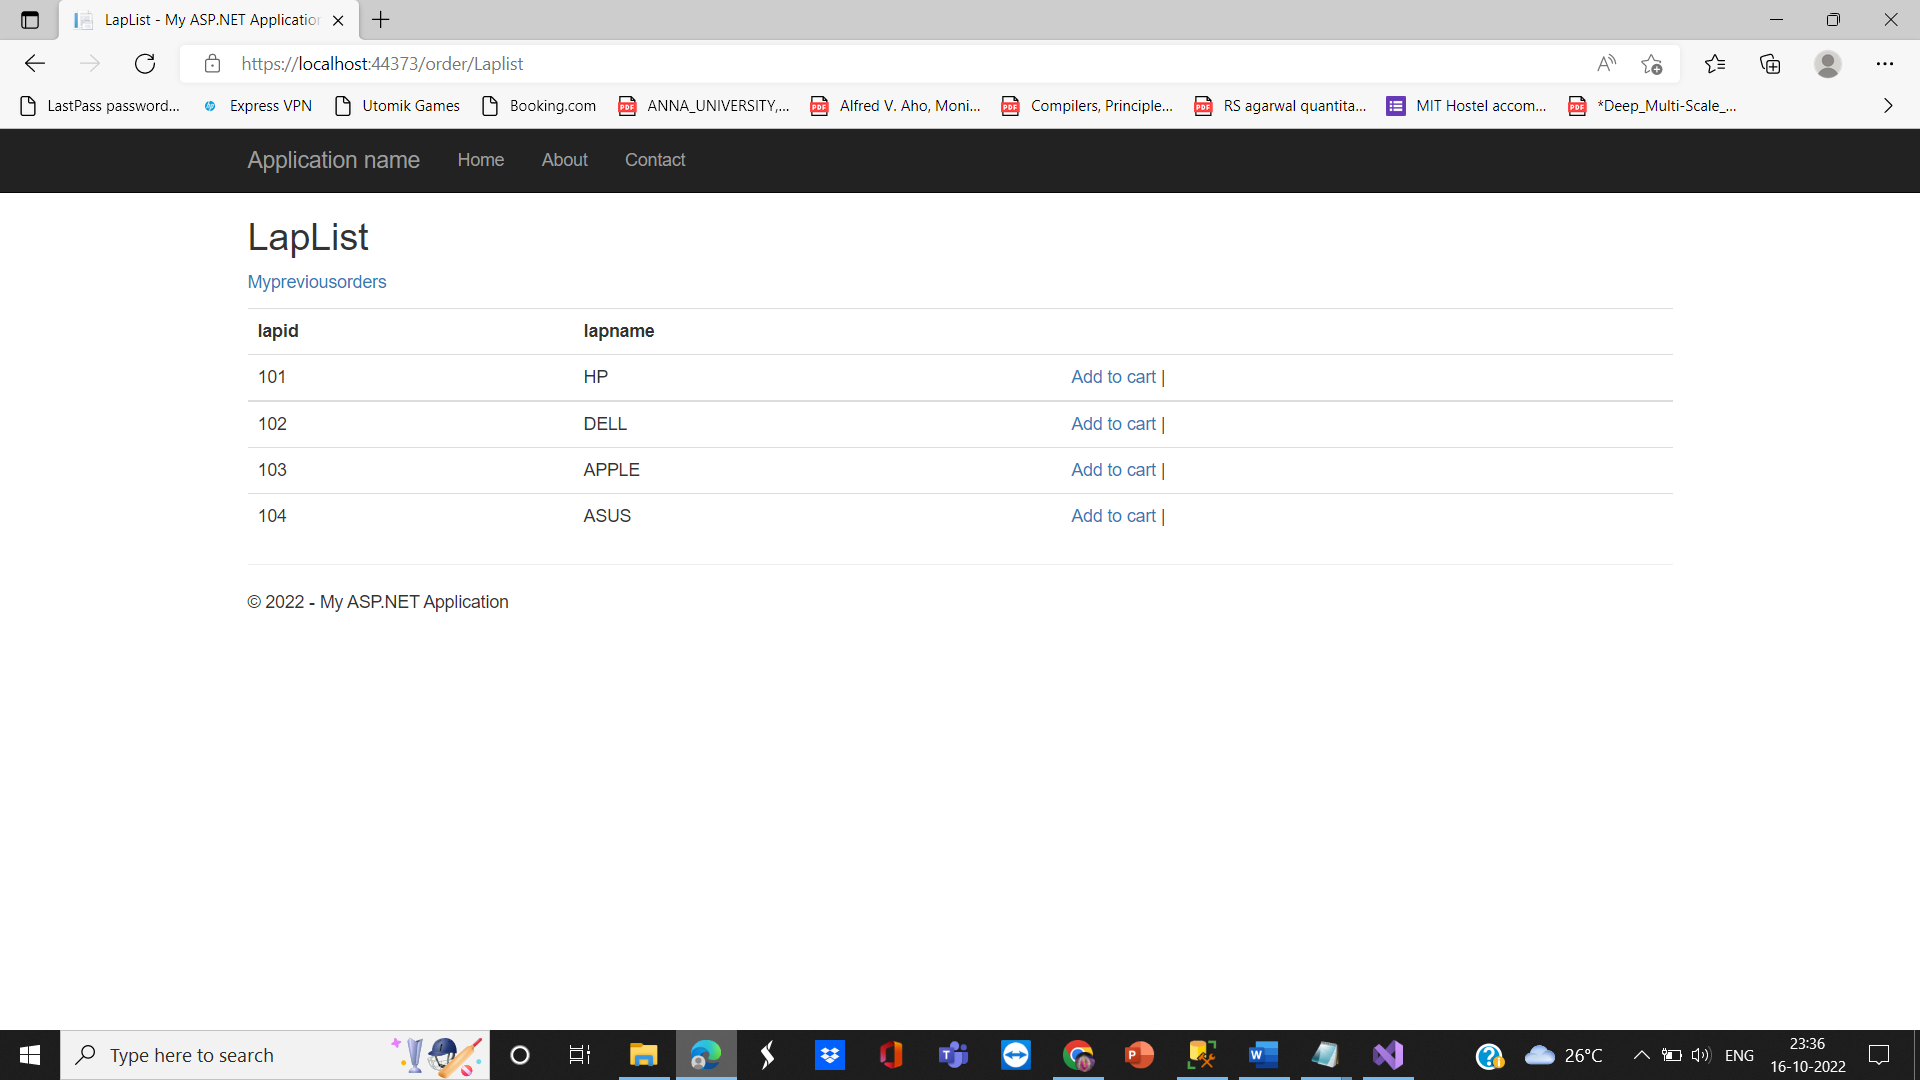 LapList - My ASP.NET Application
https://localhost:44373/order/Laplist
LastPass password... Express VPN Utomik Games Booking.com ANNA_UNIVERSITY,... Alfred V. Aho, Moni... Compilers, Principle... RS agarwal quantita... MIT Hostel accom... *Deep_Multi-Scale_...
Application name Home About Contact
LapList
Mypreviousorders
lapid lapname
101 HP Add to cart |
102 DELL Add to cart |
103 APPLE Add to cart |
104 ASUS Add to cart |
© 2022 - My ASP.NET Application
Type here to search 26°C ENG 23:36
16-10-2022